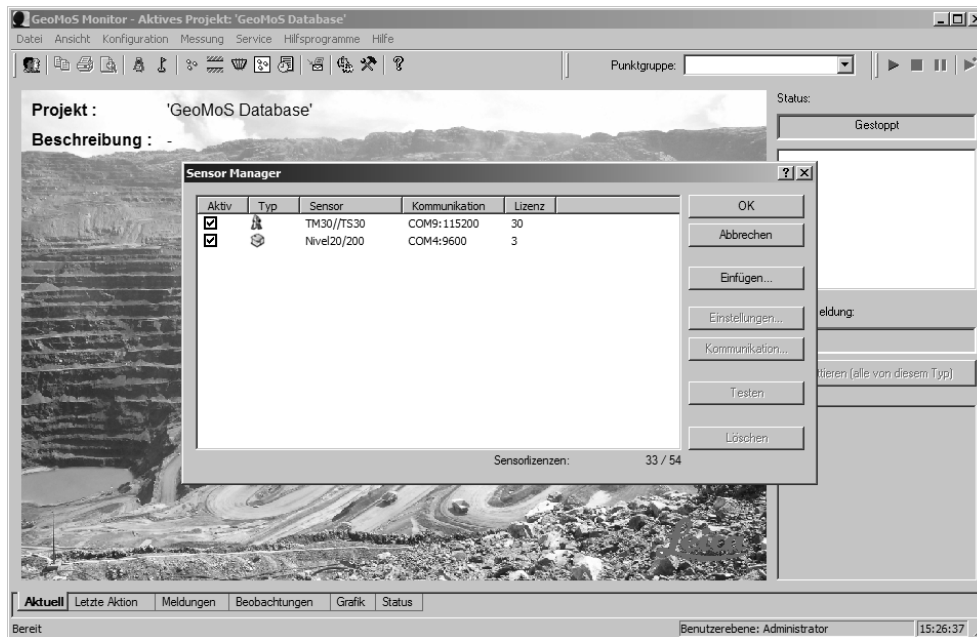 GeoMoS Monitor - Aktives Projekt: 'GeoMoS Database'
Datei Ansicht Konfiguration Messung Service Hilfsprogramme Hilfe
Punktgruppe:
Projekt : 'GeoMoS Database'
Beschreibung : -
Status:
Gestoppt
Sensor Manager
Aktiv Typ Sensor Kommunikation Lizenz
TM30//TS30 COM9:115200 30
Nivel20/200 COM4:9600 3
OK
Abbrechen
Einfügen...
Einstellungen...
Kommunikation...
Testen
Löschen
Sensorlizenzen: 33 / 54
eldung:
ttieren (alle von diesem Typ)
Leica
Aktuell Letzte Aktion Meldungen Beobachtungen Grafik Status
Bereit Benutzerebene: Administrator 15:26:37